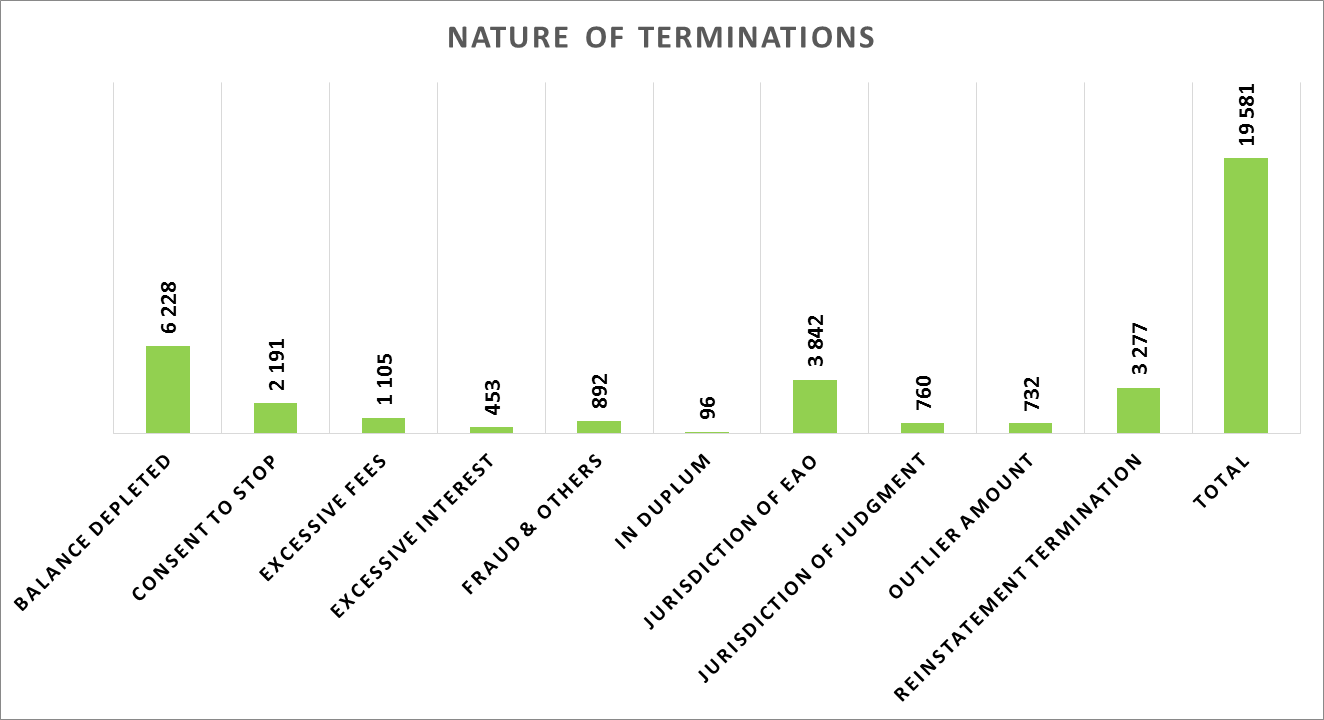 NATURE OF TERMINATIONS
6 228
2 191
1 105
453
892
96
3 842
760
732
3 277
19 581
BALANCE DEPLETED
CONSENT TO STOP
EXCESSIVE FEES
EXCESSIVE INTEREST
FRAUD & OTHERS
IN DUPLUM
JURISDICTION OF EAO
JURISDICTION OF JUDGMENT
OUTLIER AMOUNT
REINSTATEMENT TERMINATION
TOTAL